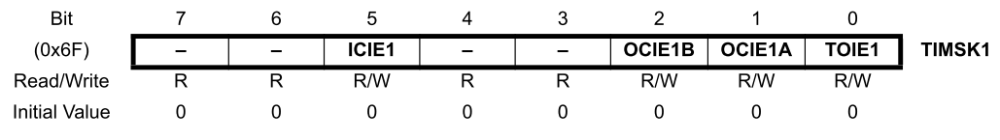 Bit 7 6 5 4 3 2 1 0
(0x6F) – – ICIE1 – – OCIE1B OCIE1A TOIE1 TIMSK1
Read/Write R R R/W R R R/W R/W R/W
Initial Value 0 0 0 0 0 0 0 0